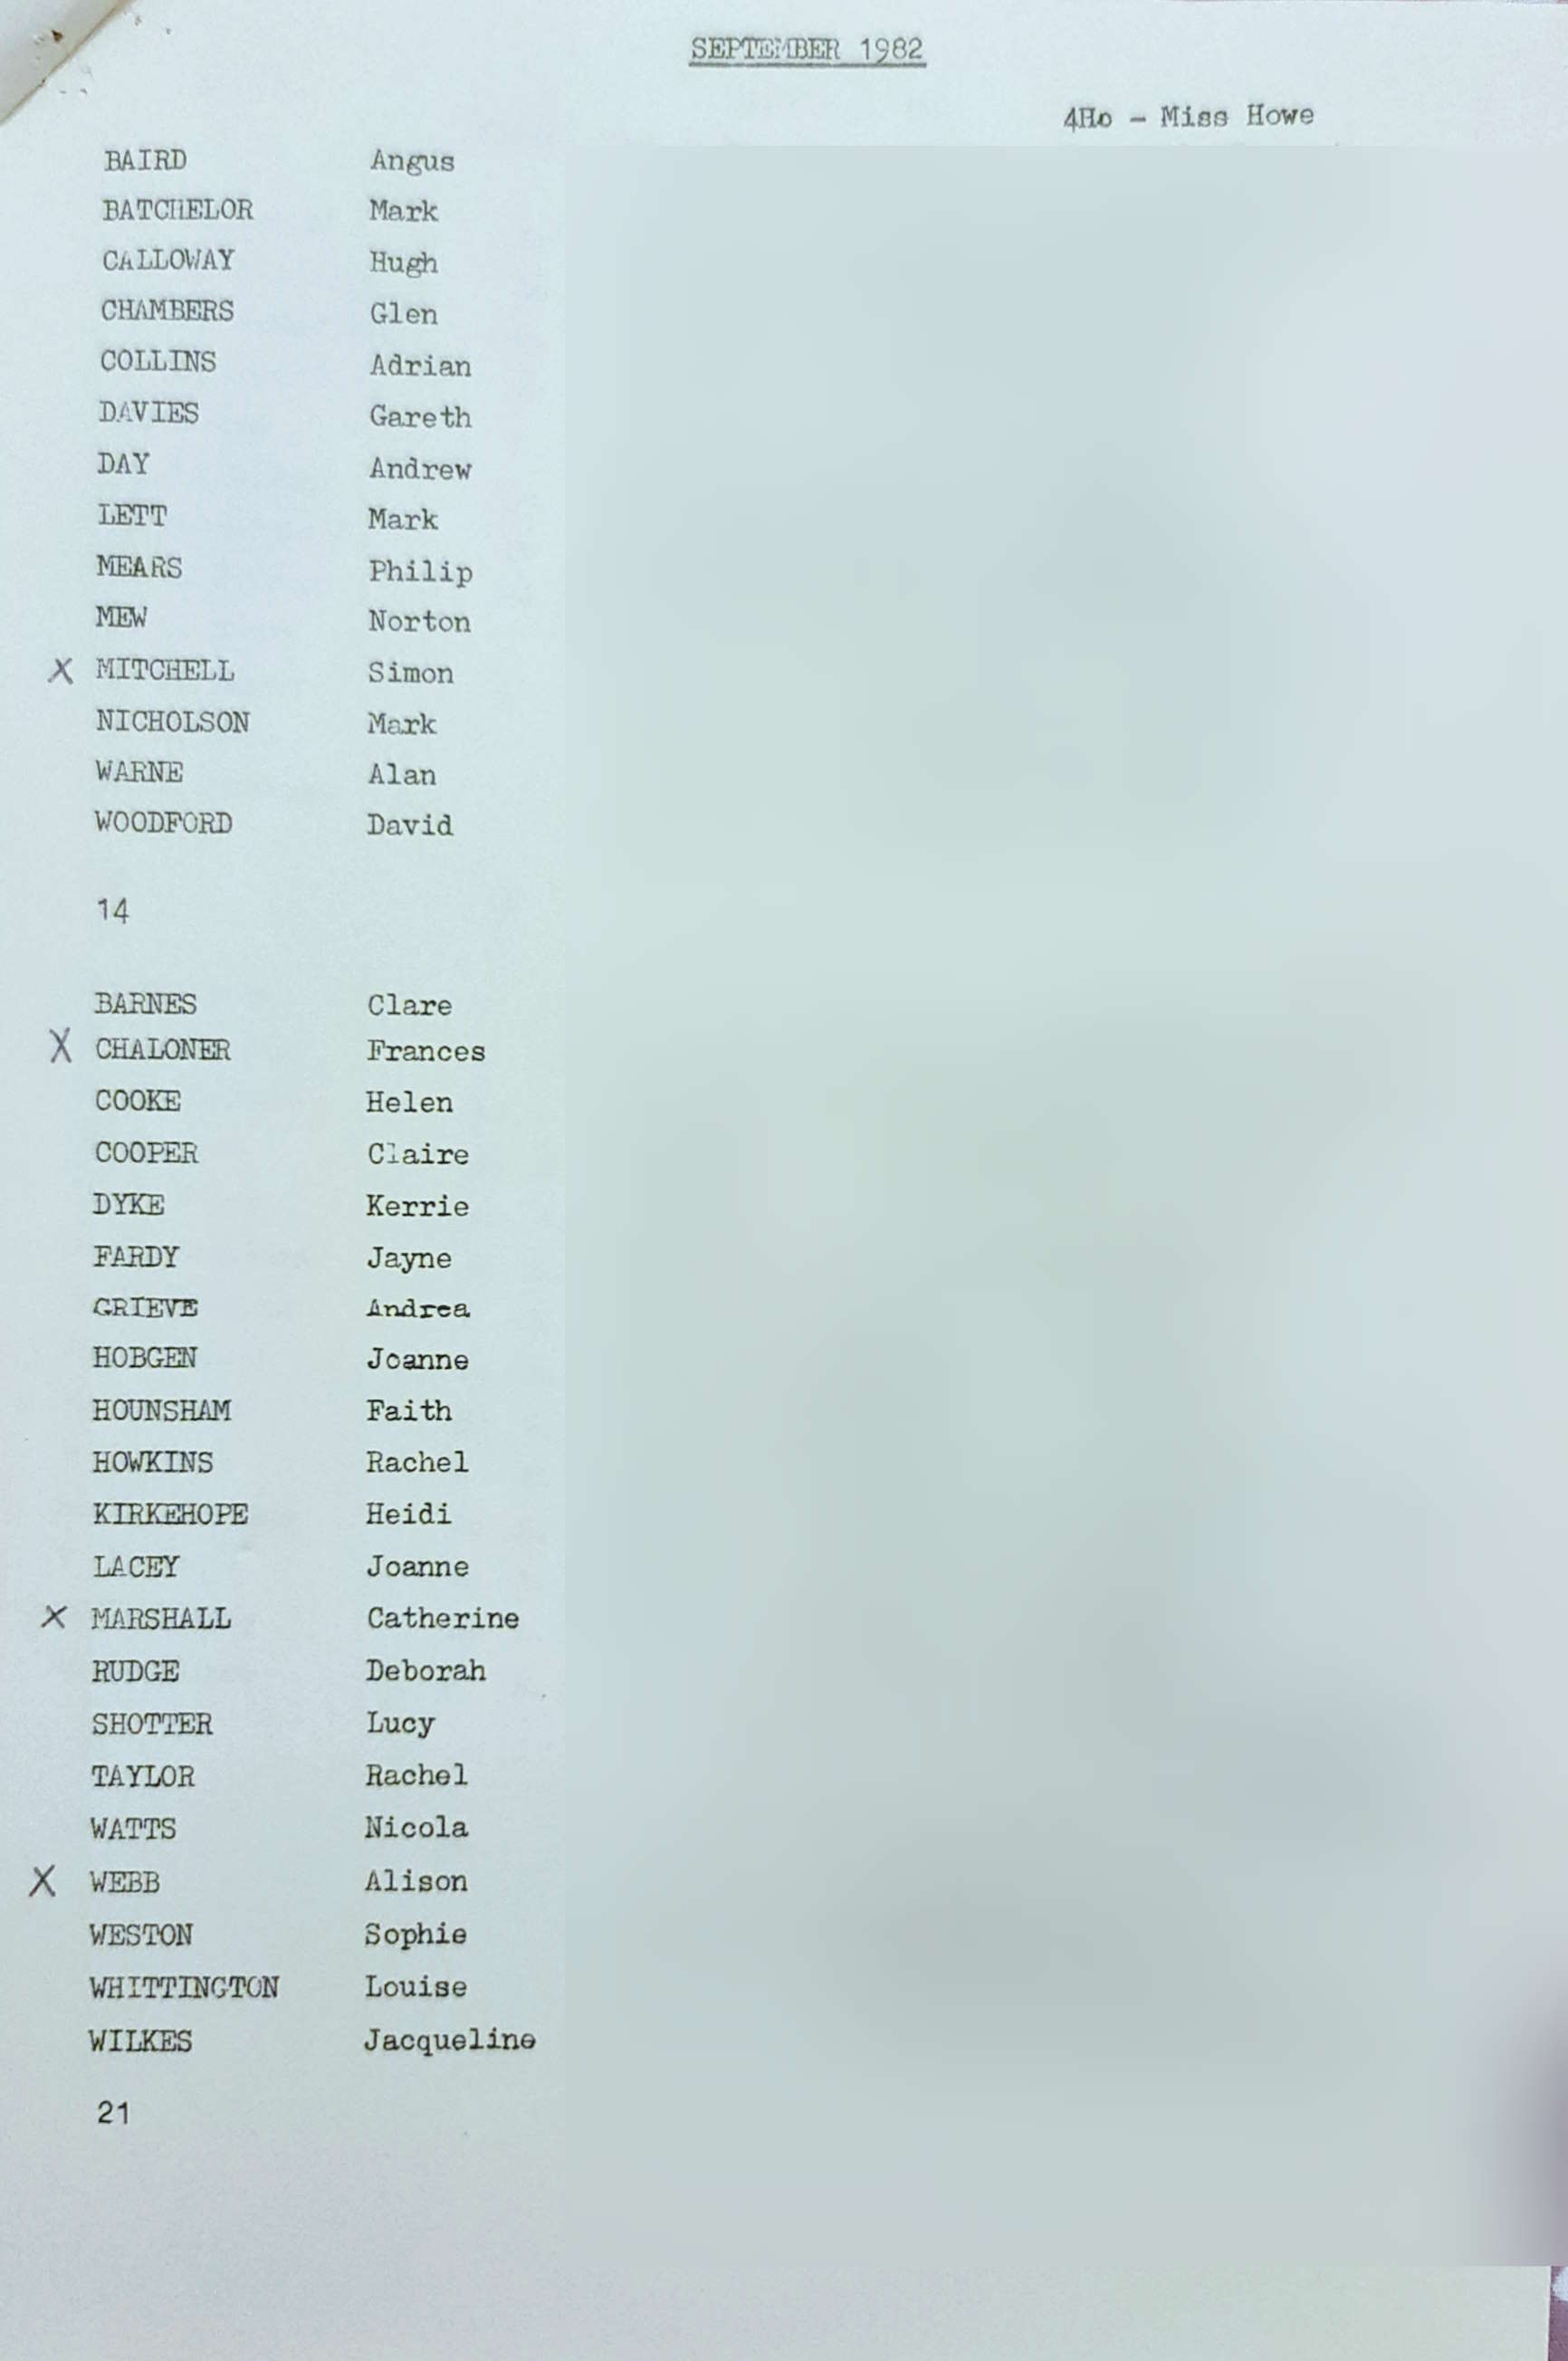 SEPTEMBER 1982
4Ho - Miss Howe
BAIRD Angus
BATCHELOR Mark
CALLOWAY Hugh
CHAMBERS Glen
COLLINS Adrian
DAVIES Gareth
DAY Andrew
LETT Mark
MEARS Philip
MEW Norton
X MITCHELL Simon
NICHOLSON Mark
WARNE Alan
WOODFORD David
14
BARNES Clare
X CHALONER Frances
COOKE Helen
COOPER Claire
DYKE Kerrie
FARDY Jayne
GRIEVE Andrea
HOBGEN Joanne
HOUNSHAM Faith
HOWKINS Rachel
KIRKEHOPE Heidi
LACEY Joanne
X MARSHALL Catherine
RUDGE Deborah
SHOTTER Lucy
TAYLOR Rachel
WATTS Nicola
X WEBB Alison
WESTON Sophie
WHITTINGTON Louise
WILKES Jacqueline
21